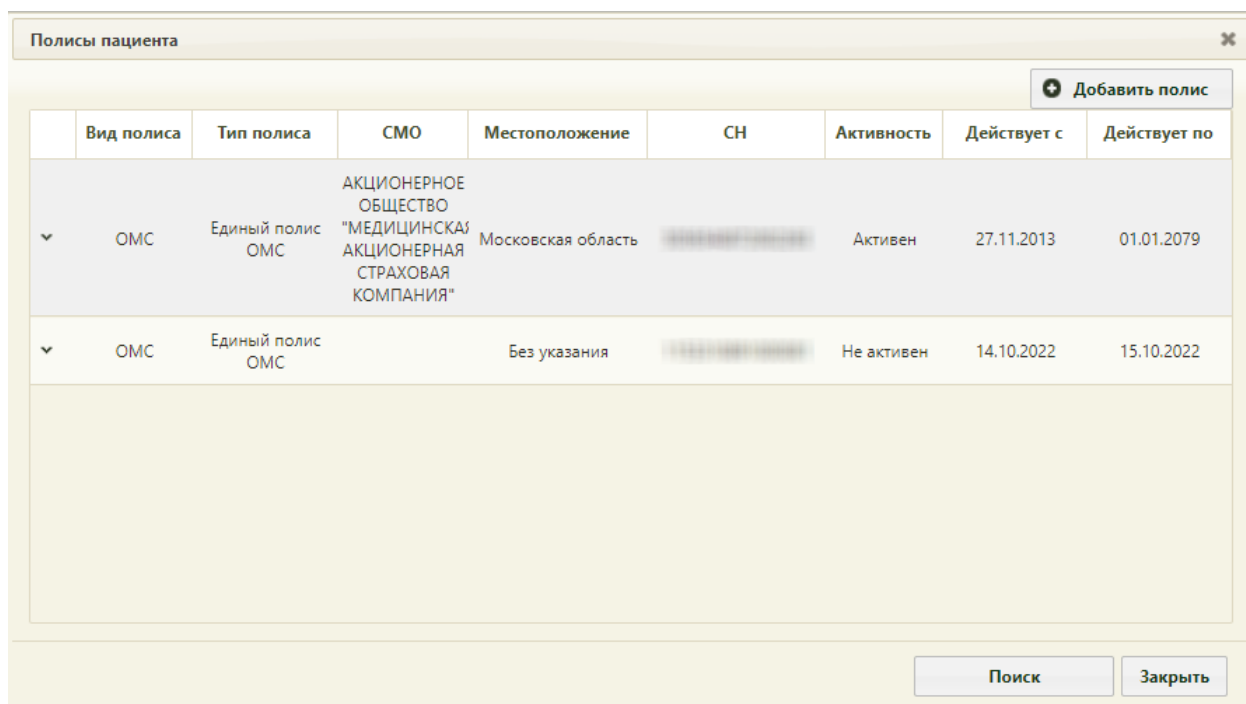 Полисы пациента
Добавить полис
Вид полиса Тип полиса СМО Местоположение СН Активность Действует с Действует по
АКЦИОНЕРНОЕ
ОБЩЕСТВО
"МЕДИЦИНСКАЯ
АКЦИОНЕРНАЯ
СТРАХОВАЯ
КОМПАНИЯ"
ОМС Единый полис
ОМС
Московская область Активен 27.11.2013 01.01.2079
ОМС Единый полис
ОМС
Без указания Не активен 14.10.2022 15.10.2022
Поиск Закрыть